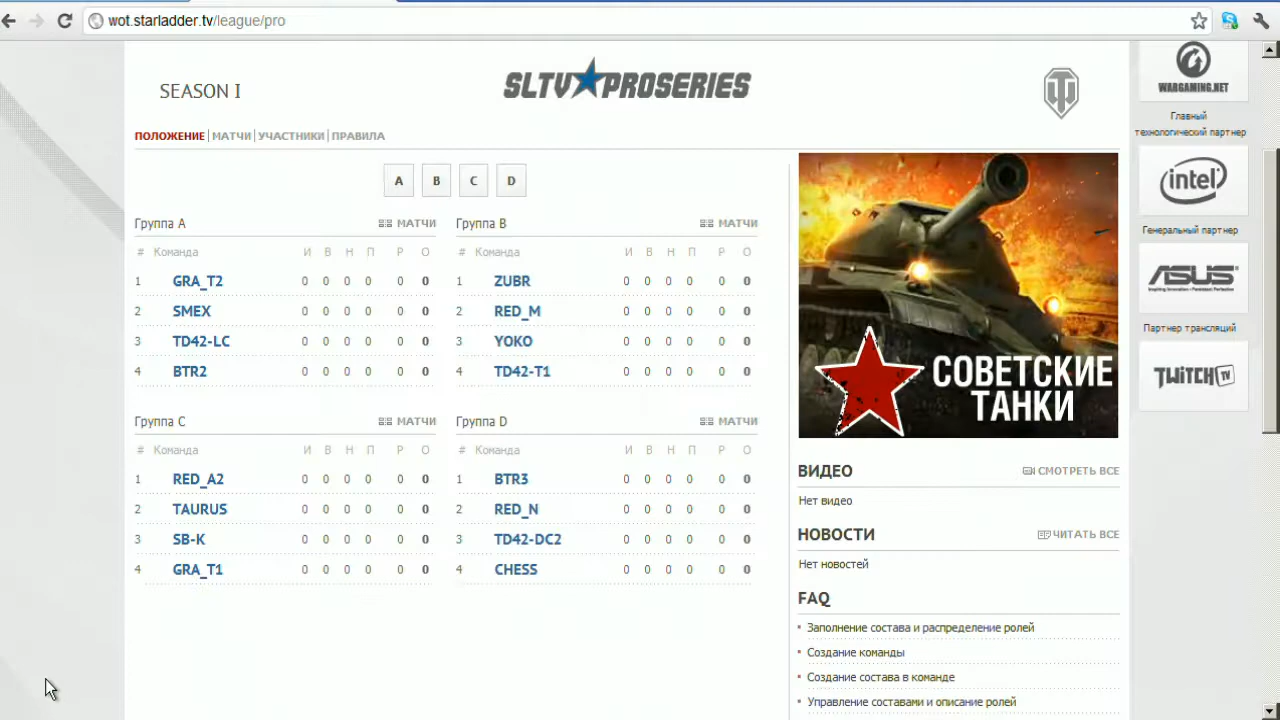 wot.starladder.tv/league/pro
SEASON I
SLTV PROSERIES
ПОЛОЖЕНИЕ | МАТЧИ | УЧАСТНИКИ | ПРАВИЛА
A B C D
Группа A МАТЧИ
# Команда И В Н П Р О
1 GRA_T2 0 0 0 0 0 0
2 SMEX 0 0 0 0 0 0
3 TD42-LC 0 0 0 0 0 0
4 BTR2 0 0 0 0 0 0
Группа B МАТЧИ
# Команда И В Н П Р О
1 ZUBR 0 0 0 0 0 0
2 RED_M 0 0 0 0 0 0
3 YOKO 0 0 0 0 0 0
4 TD42-T1 0 0 0 0 0 0
Группа C МАТЧИ
# Команда И В Н П Р О
1 RED_A2 0 0 0 0 0 0
2 TAURUS 0 0 0 0 0 0
3 SB-K 0 0 0 0 0 0
4 GRA_T1 0 0 0 0 0 0
Группа D МАТЧИ
# Команда И В Н П Р О
1 BTR3 0 0 0 0 0 0
2 RED_N 0 0 0 0 0 0
3 TD42-DC2 0 0 0 0 0 0
4 CHESS 0 0 0 0 0 0
СОВЕТСКИЕ
ТАНКИ
ВИДЕО СМОТРЕТЬ ВСЕ
Нет видео
НОВОСТИ ЧИТАТЬ ВСЕ
Нет новостей
FAQ
Заполнение состава и распределение ролей
Создание команды
Создание состава в команде
Управление составами и описание ролей
WARGAMING.NET
Главный
технологический партнер
intel
Генеральный партнер
ASUS
Inspiring Innovation • Persistent Perfection
Партнер трансляций
TWITCH TV